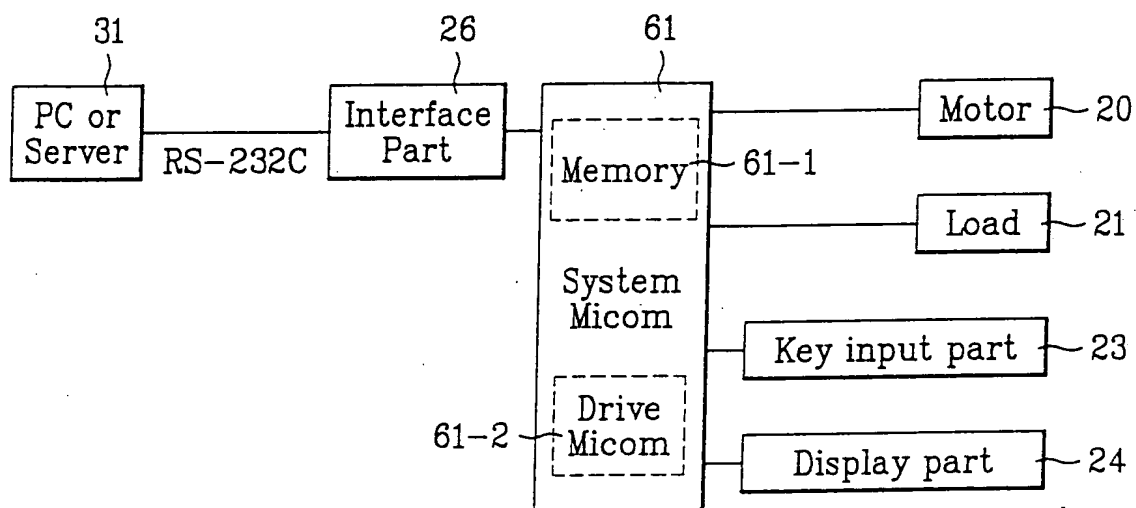 31
26
61
PC or
Server
RS-232C
Interface
Part
Memory
61-1
System
Micom
Drive
Micom
61-2
Motor
20
Load
21
Key input part
23
Display part
24